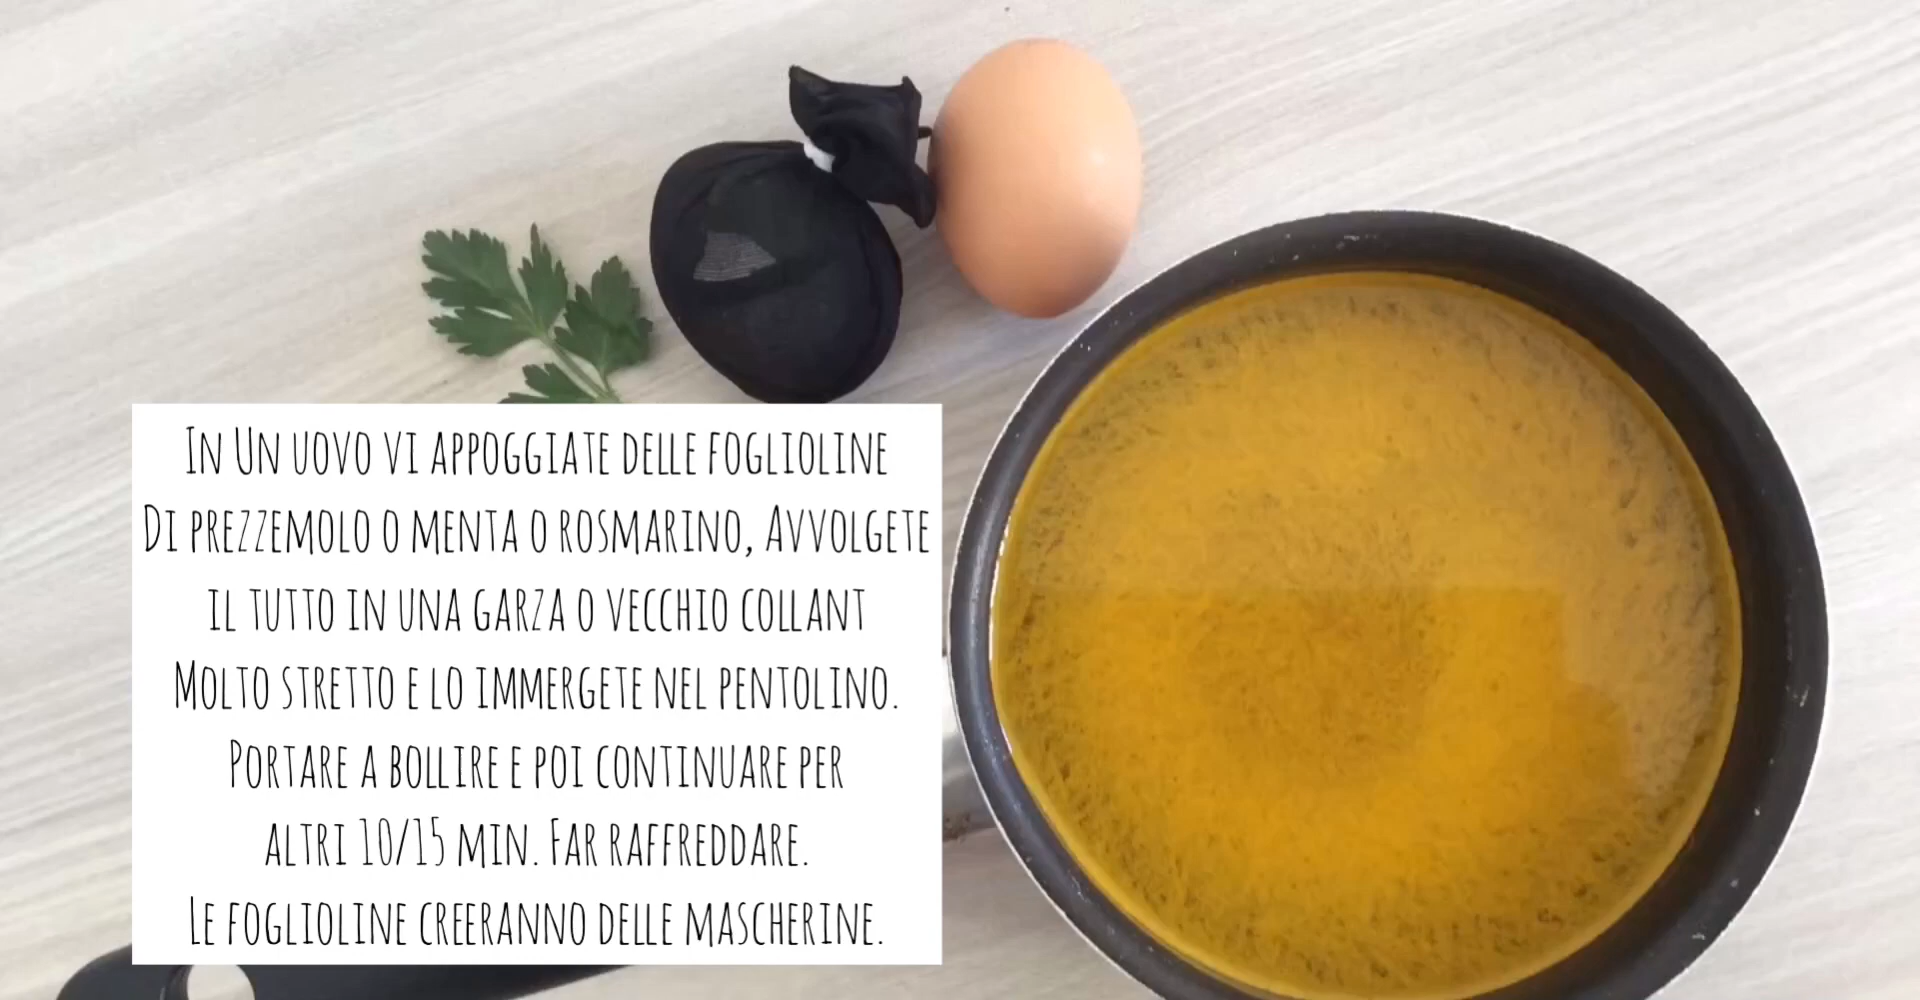 In Un uovo vi appoggiate delle foglioline
Di prezzemolo o menta o rosmarino, Avvolgete
il tutto in una garza o vecchio collant
Molto stretto e lo immergete nel pentolino.
Portare a bollire e poi continuare per
altri 10/15 min. Far raffreddare.
Le foglioline creeranno delle mascherine.